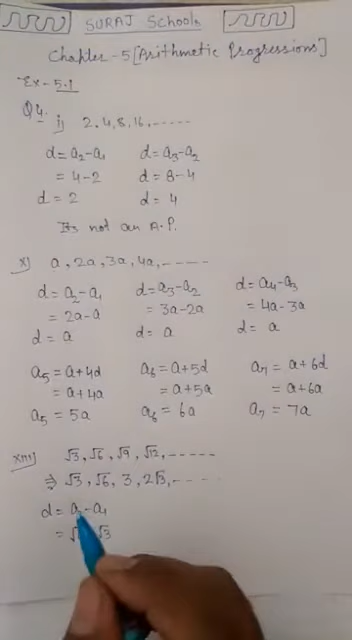 SURAJ Schools
Chapter-5 [Arithmetic Progressions]
Ex-5.1
Q4. i) 2, 4, 8, 16, -----
d = a₂-a₁ d = a₃-a₂
= 4-2 d = 8-4
d = 2 d = 4
Its not an A.P.
x) a, 2a, 3a, 4a, -----
d = a₂-a₁ d = a₃-a₂ d = a₄-a₃
= 2a-a = 3a-2a = 4a-3a
d = a d = a d = a
a₅ = a+4d a₆ = a+5d a₇ = a+6d
= a+4a = a+5a = a+6a
a₅ = 5a a₆ = 6a a₇ = 7a
√3, √6, √9, √12, -----
⇒ √3, √6, 3, 2√3, -----
d = a₂-a₁
= √3